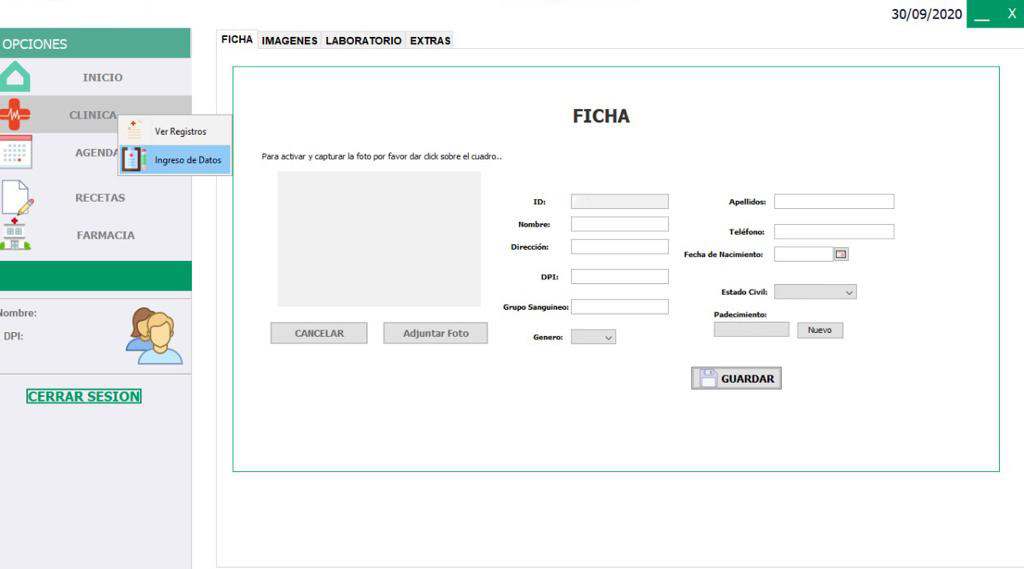 30/09/2020
X
OPCIONES
INICIO
CLINICA
Ver Registros
Ingreso de Datos
AGENDA
RECETAS
FARMACIA
Nombre:
DPI:
CERRAR SESION
FICHA IMAGENES LABORATORIO EXTRAS
FICHA
Para activar y capturar la foto por favor dar click sobre el cuadro..
CANCELAR Adjuntar Foto
ID:
Nombre:
Dirección:
DPI:
Grupo Sanguineo:
Genero:
Apellidos:
Teléfono:
Fecha de Nacimiento:
Estado Civil:
Padecimiento:
Nuevo
GUARDAR